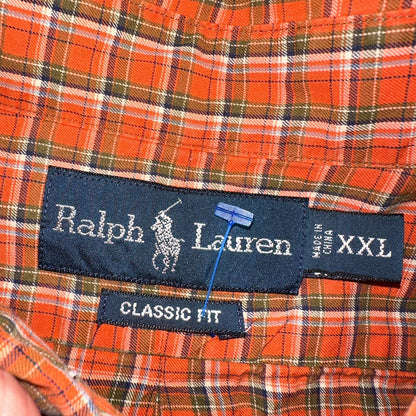 Ralph Lauren
MADE IN
CHINA
XXL
CLASSIC FIT